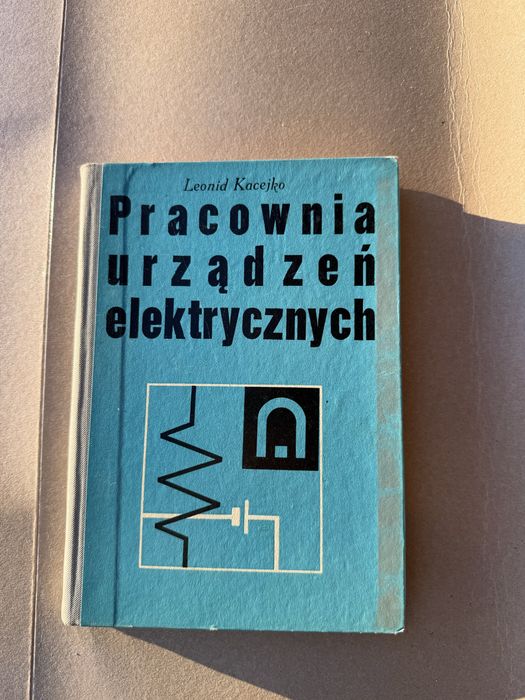 Leonid Kacejko
Pracownia
urządzeń
elektrycznych